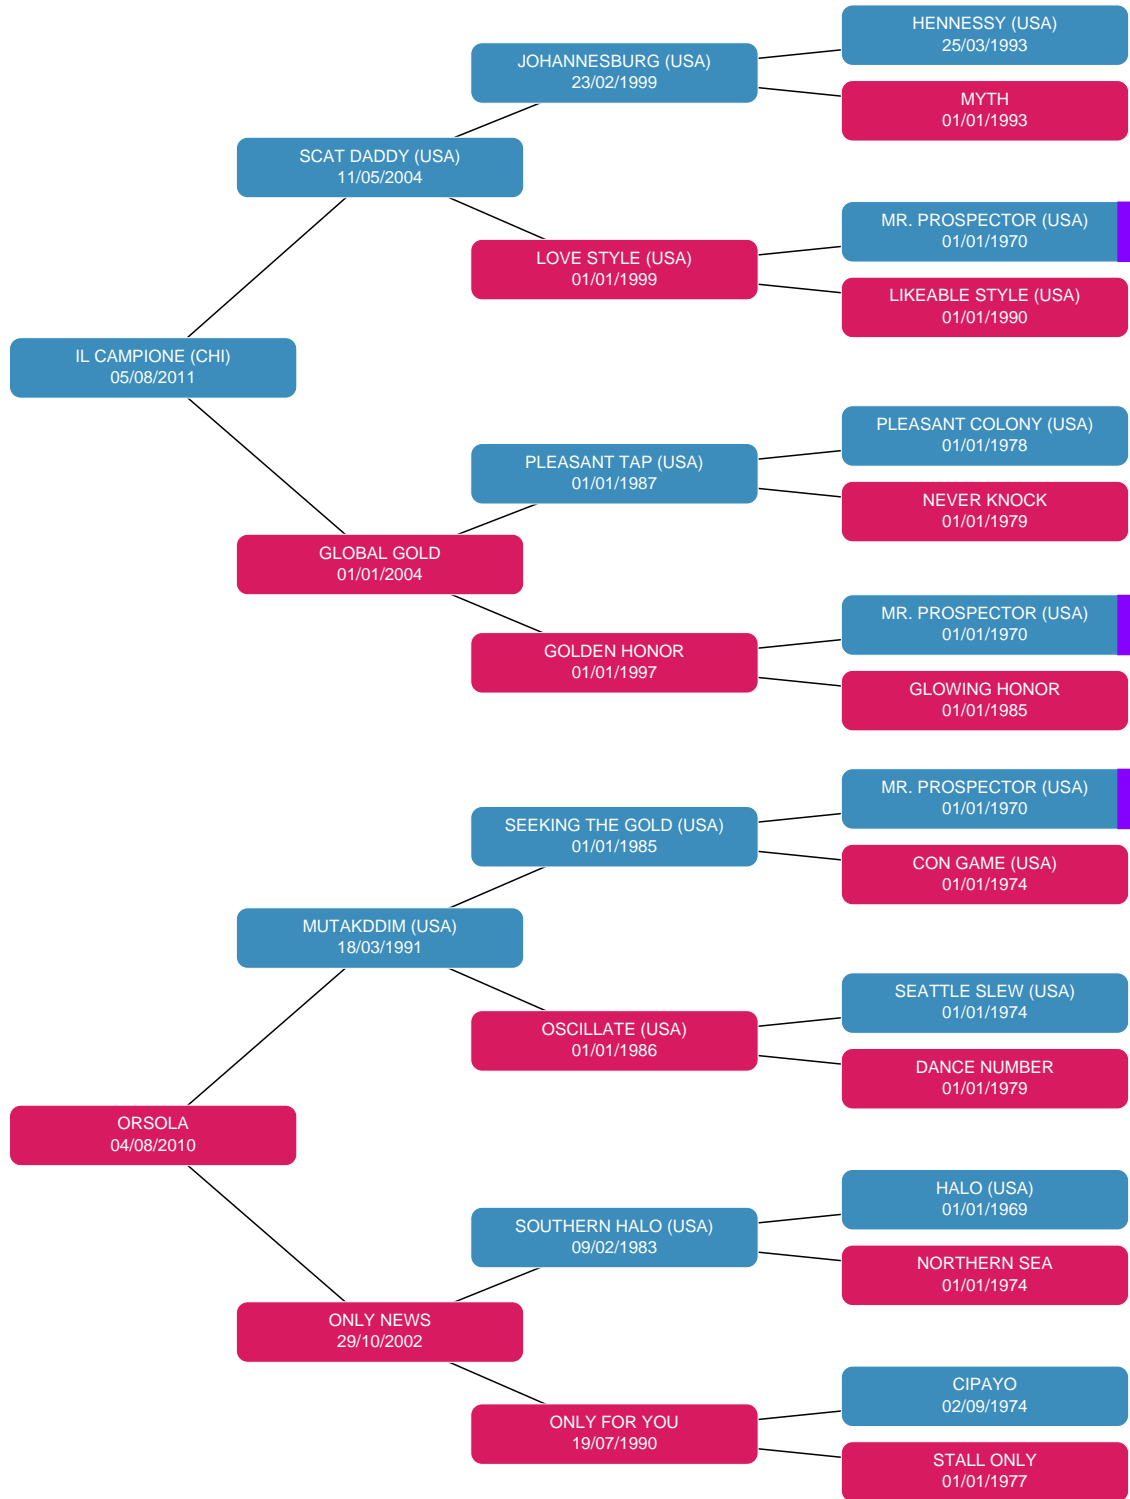 HENNESSY (USA)
25/03/1993
JOHANNESBURG (USA)
23/02/1999
MYTH
01/01/1993
SCAT DADDY (USA)
11/05/2004
MR. PROSPECTOR (USA)
01/01/1970
LOVE STYLE (USA)
01/01/1999
LIKEABLE STYLE (USA)
01/01/1990
IL CAMPIONE (CHI)
05/08/2011
PLEASANT COLONY (USA)
01/01/1978
PLEASANT TAP (USA)
01/01/1987
NEVER KNOCK
01/01/1979
GLOBAL GOLD
01/01/2004
MR. PROSPECTOR (USA)
01/01/1970
GOLDEN HONOR
01/01/1997
GLOWING HONOR
01/01/1985
MR. PROSPECTOR (USA)
01/01/1970
SEEKING THE GOLD (USA)
01/01/1985
CON GAME (USA)
01/01/1974
MUTAKDDIM (USA)
18/03/1991
SEATTLE SLEW (USA)
01/01/1974
OSCILLATE (USA)
01/01/1986
DANCE NUMBER
01/01/1979
ORSOLA
04/08/2010
HALO (USA)
01/01/1969
SOUTHERN HALO (USA)
09/02/1983
NORTHERN SEA
01/01/1974
ONLY NEWS
29/10/2002
CIPAYO
02/09/1974
ONLY FOR YOU
19/07/1990
STALL ONLY
01/01/1977